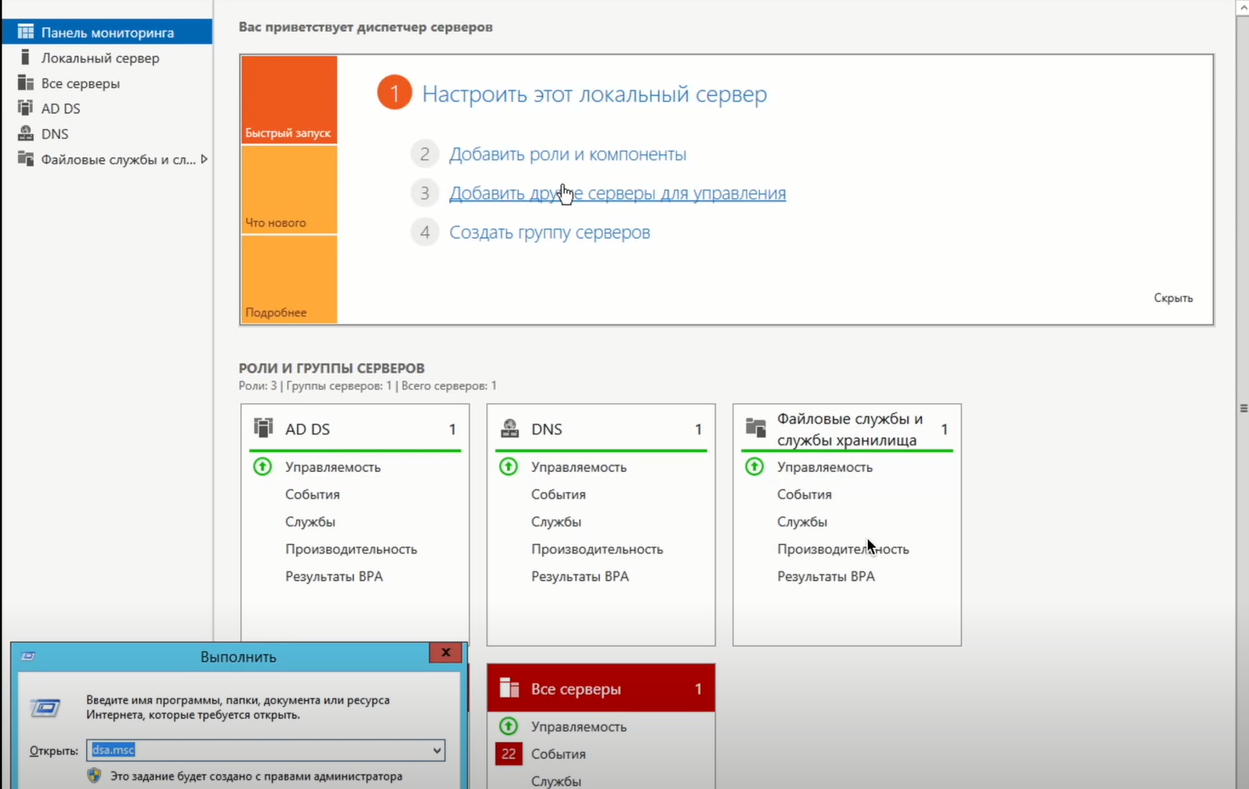 Панель мониторинга
Локальный сервер
Все серверы
AD DS
DNS
Файловые службы и сл...
Вас приветствует диспетчер серверов
Быстрый запуск
Что нового
Подробнее
1 Настроить этот локальный сервер
2 Добавить роли и компоненты
3 Добавить другие серверы для управления
4 Создать группу серверов
Скрыть
РОЛИ И ГРУППЫ СЕРВЕРОВ
Роли: 3 | Группы серверов: 1 | Всего серверов: 1
AD DS 1
Управляемость
События
Службы
Производительность
Результаты BPA
DNS 1
Управляемость
События
Службы
Производительность
Результаты BPA
Файловые службы и
службы хранилища 1
Управляемость
События
Службы
Производительность
Результаты BPA
Выполнить
x
Введите имя программы, папки, документа или ресурса
Интернета, которые требуется открыть.
Открыть: dsa.msc
Это задание будет создано с правами администратора
Все серверы 1
Управляемость
22 События
Службы